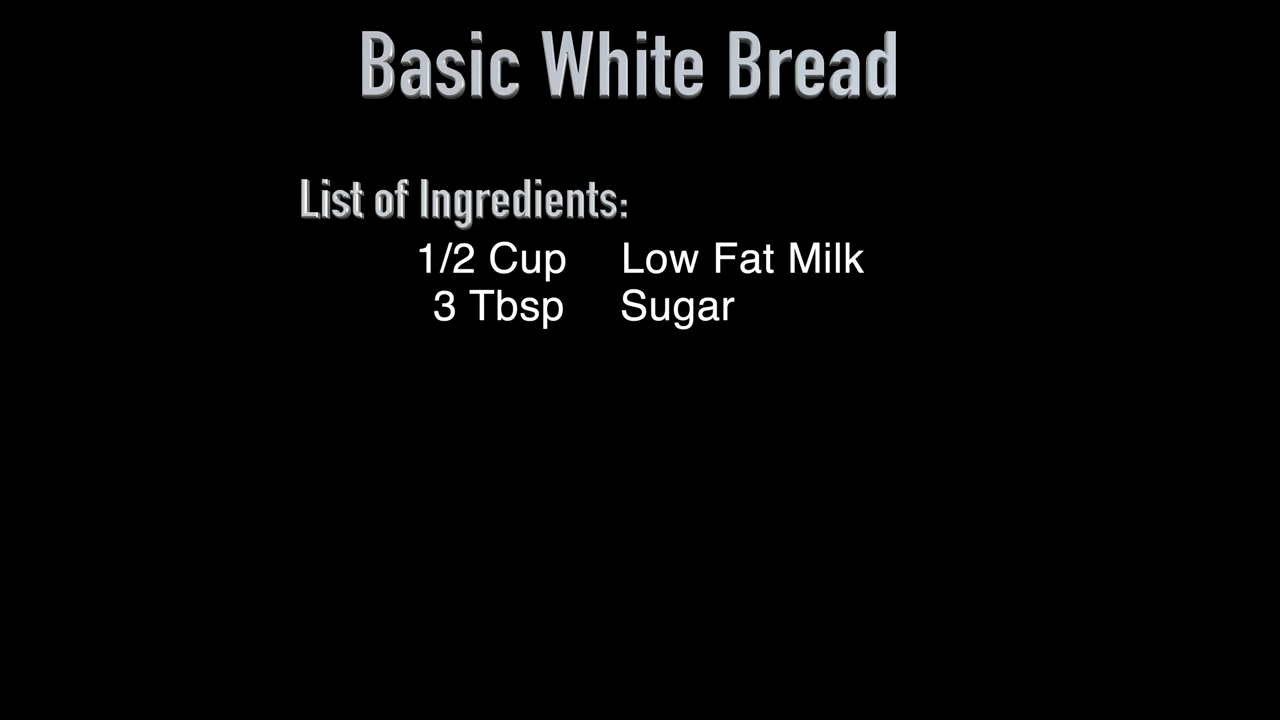 Basic White Bread
List of Ingredients:
1/2 Cup Low Fat Milk
3 Tbsp Sugar